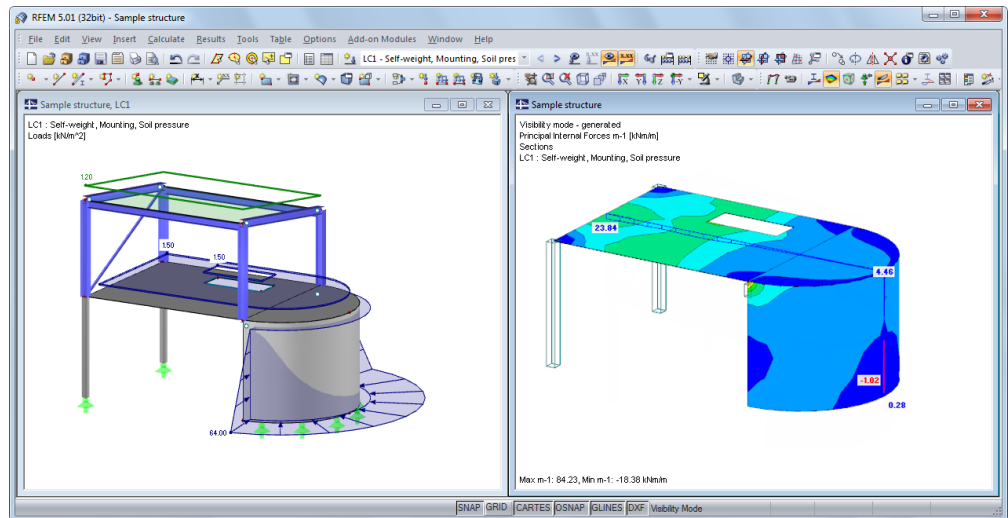 RFEM 5.01 (32bit) - Sample structure
File Edit View Insert Calculate Results Tools Table Options Add-on Modules Window Help
LC1 - Self-weight, Mounting, Soil pres
Sample structure, LC1
LC1 : Self-weight, Mounting, Soil pressure
Loads [kN/m^2]
1.20
1.50
1.50
64.00
Sample structure
Visibility mode - generated
Principal Internal Forces m-1 [kNm/m]
Sections
LC1 : Self-weight, Mounting, Soil pressure
23.84
4.46
-1.02
0.28
Max m-1: 84.23, Min m-1: -18.38 kNm/m
SNAP GRID CARTES OSNAP GLINES DXF Visibility Mode